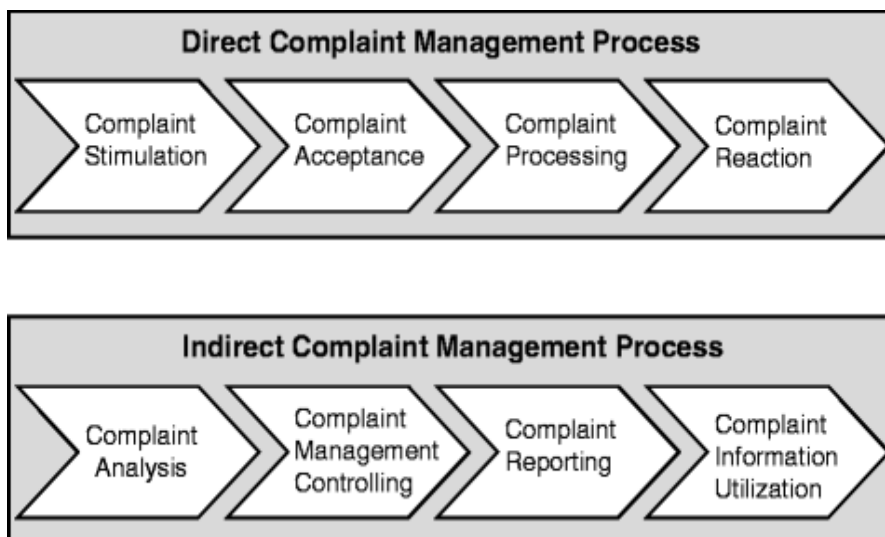 Direct Complaint Management Process
Complaint
Stimulation
Complaint
Acceptance
Complaint
Processing
Complaint
Reaction
Indirect Complaint Management Process
Complaint
Analysis
Complaint
Management
Controlling
Complaint
Reporting
Complaint
Information
Utilization